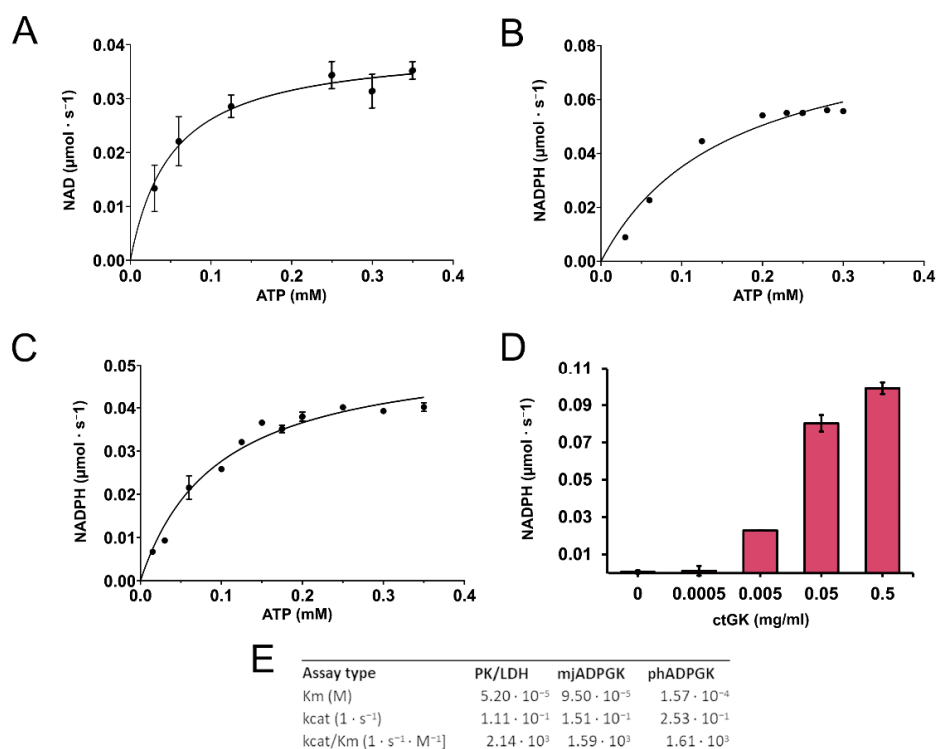 A
0.04
0.03
0.02
0.01
0.00
NAD (µmol · s⁻¹)
0.0 0.1 0.2 0.3 0.4
ATP (mM)
B
0.08
0.06
0.04
0.02
0.00
NADPH (µmol · s⁻¹)
0.0 0.1 0.2 0.3 0.4
ATP (mM)
C
0.05
0.04
0.03
0.02
0.01
0.00
NADPH (µmol · s⁻¹)
0.0 0.1 0.2 0.3 0.4
ATP (mM)
D
0.11
0.09
0.07
0.05
0.03
0.01
NADPH (µmol · s⁻¹)
0 0.0005 0.005 0.05 0.5
ctGK (mg/ml)
E
Assay type PK/LDH mjADPGK phADPGK
Km (M) 5.20 · 10⁻⁵ 9.50 · 10⁻⁵ 1.57 · 10⁻⁴
kcat (1 · s⁻¹) 1.11 · 10⁻¹ 1.51 · 10⁻¹ 2.53 · 10⁻¹
kcat/Km (1 · s⁻¹ · M⁻¹] 2.14 · 10³ 1.59 · 10³ 1.61 · 10³